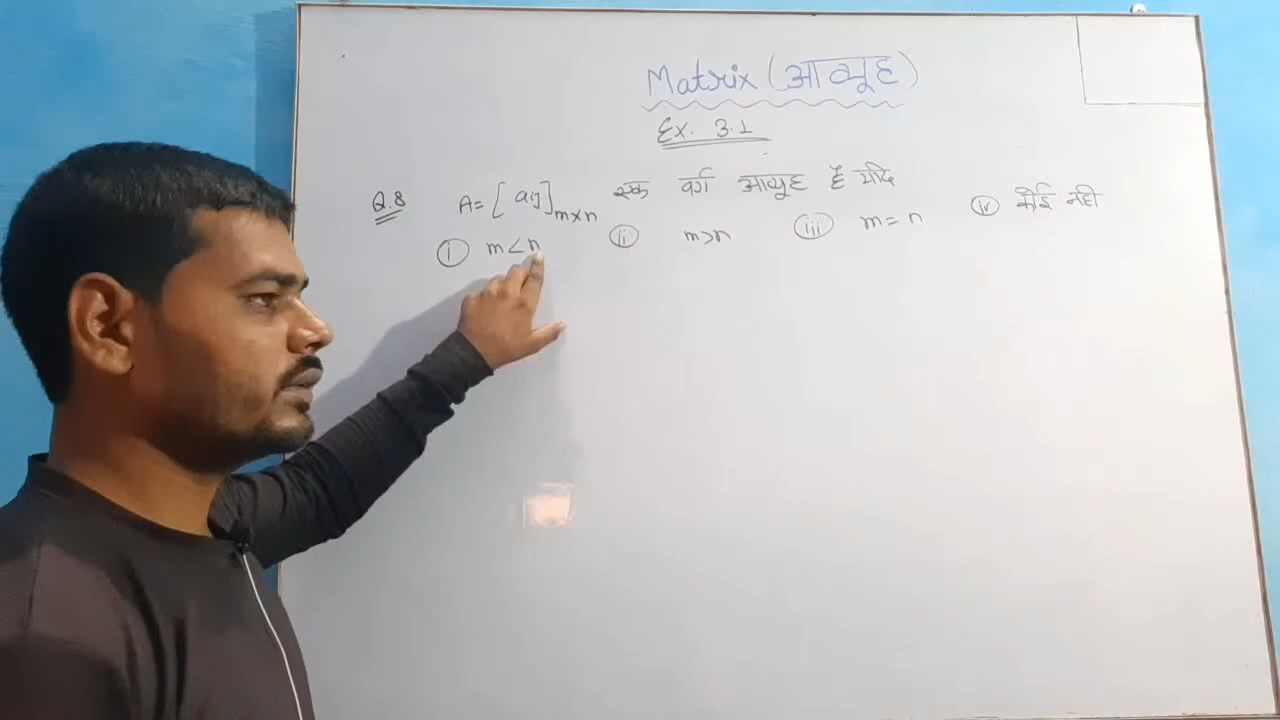 Matrix (आव्यूह)
Ex. 3.1
Q.8 A = [aij]m×n एक वर्ग आव्यूह है यदि
(i) m<n (ii) m>n (iii) m=n (iv) कोई नही